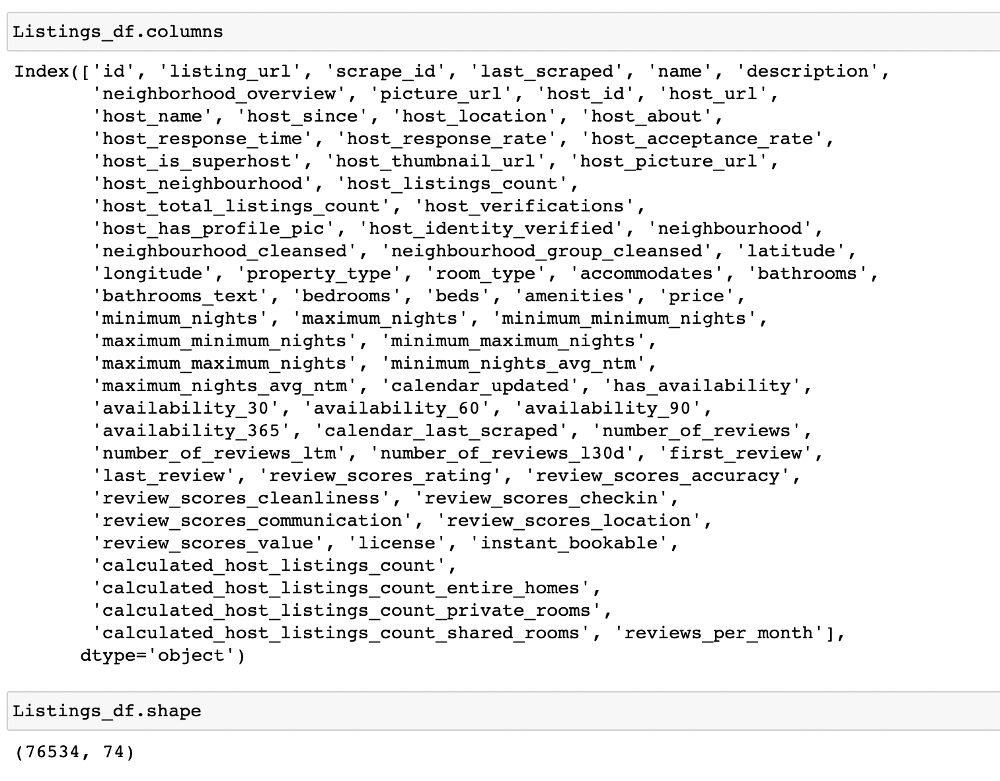 Listings_df.columns
Index(['id', 'listing_url', 'scrape_id', 'last_scraped', 'name', 'description',
'neighborhood_overview', 'picture_url', 'host_id', 'host_url',
'host_name', 'host_since', 'host_location', 'host_about',
'host_response_time', 'host_response_rate', 'host_acceptance_rate',
'host_is_superhost', 'host_thumbnail_url', 'host_picture_url',
'host_neighbourhood', 'host_listings_count',
'host_total_listings_count', 'host_verifications',
'host_has_profile_pic', 'host_identity_verified', 'neighbourhood',
'neighbourhood_cleansed', 'neighbourhood_group_cleansed', 'latitude',
'longitude', 'property_type', 'room_type', 'accommodates', 'bathrooms',
'bathrooms_text', 'bedrooms', 'beds', 'amenities', 'price',
'minimum_nights', 'maximum_nights', 'minimum_minimum_nights',
'maximum_minimum_nights', 'minimum_maximum_nights',
'maximum_maximum_nights', 'minimum_nights_avg_ntm',
'maximum_nights_avg_ntm', 'calendar_updated', 'has_availability',
'availability_30', 'availability_60', 'availability_90',
'availability_365', 'calendar_last_scraped', 'number_of_reviews',
'number_of_reviews_ltm', 'number_of_reviews_l30d', 'first_review',
'last_review', 'review_scores_rating', 'review_scores_accuracy',
'review_scores_cleanliness', 'review_scores_checkin',
'review_scores_communication', 'review_scores_location',
'review_scores_value', 'license', 'instant_bookable',
'calculated_host_listings_count',
'calculated_host_listings_count_entire_homes',
'calculated_host_listings_count_private_rooms',
'calculated_host_listings_count_shared_rooms', 'reviews_per_month'],
dtype='object')
Listings_df.shape
(76534, 74)